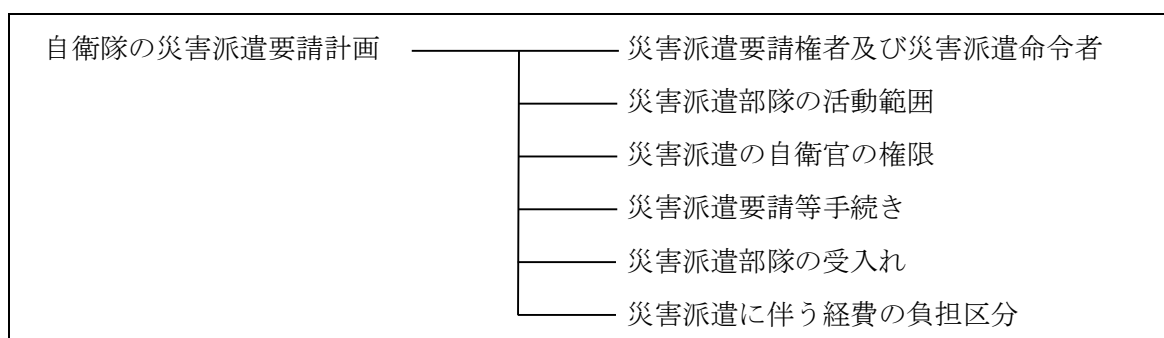 自衛隊の災害派遣要請計画
災害派遣要請権者及び災害派遣命令者
災害派遣部隊の活動範囲
災害派遣の自衛官の権限
災害派遣要請等手続き
災害派遣部隊の受入れ
災害派遣に伴う経費の負担区分